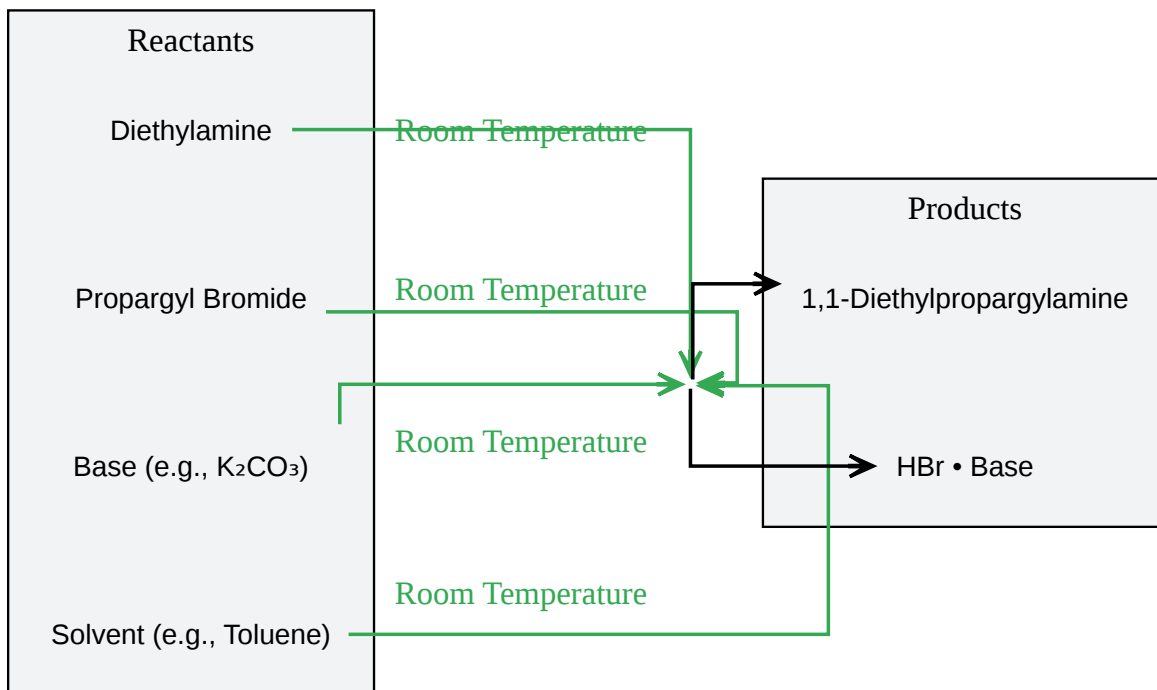 Reactants
Diethylamine
Room Temperature
Products
Propargyl Bromide
Room Temperature
1,1-Diethylpropargylamine
Room Temperature
Base (e.g., K₂CO₃)
HBr • Base
Room Temperature
Solvent (e.g., Toluene)